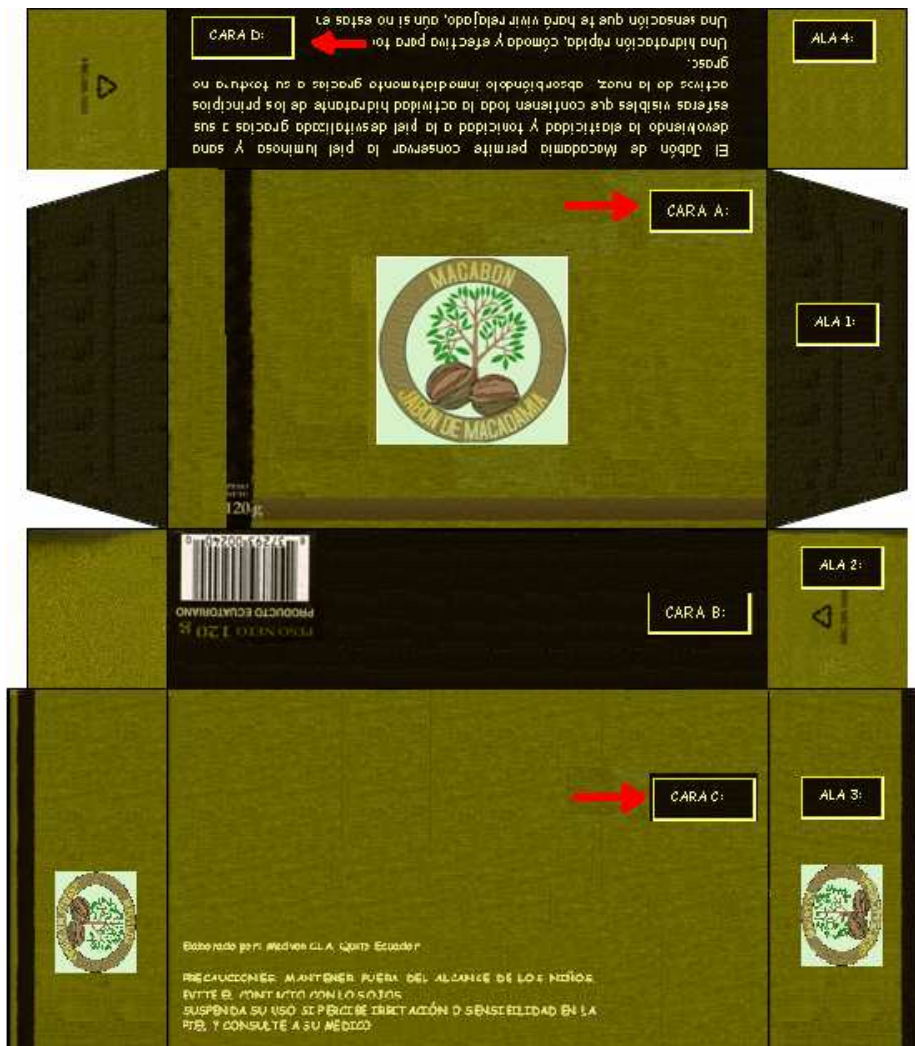 CARA D:
El Jabón de Macadamia permite conservar la piel luminosa y sana
devolviendo la elasticidad y tonicidad a la piel desvitalizada gracias a sus
esferas visibles que contienen toda la actividad hidratante de los principios
activos de la nuez, absorbiéndolo inmediatamente gracias a su textura no
grasa.
Una hidratación rápida, cómoda y efectiva para to
Una sensación que te hará vivir relajado, aún si no estas en
ALA 4:
CARA A:
MACABON
JABON DE MACADAMIA
ALA 1:
PESO
NETO
120 g
PRODUCTO ECUATORIANO
PESO NETO 120 g
CARA B:
ALA 2:
CARA C:
ALA 3:
Elaborado por: Medvon C.L.A. Quito Ecuador
PRECAUCIONES: MANTENER FUERA DEL ALCANCE DE LOS NIÑOS
EVITE EL CONTACTO CON LOS OJOS
SUSPENDA SU USO SI PERCIBE IRRITACIÓN O SENSIBILIDAD EN LA
PIEL Y CONSULTE A SU MÉDICO